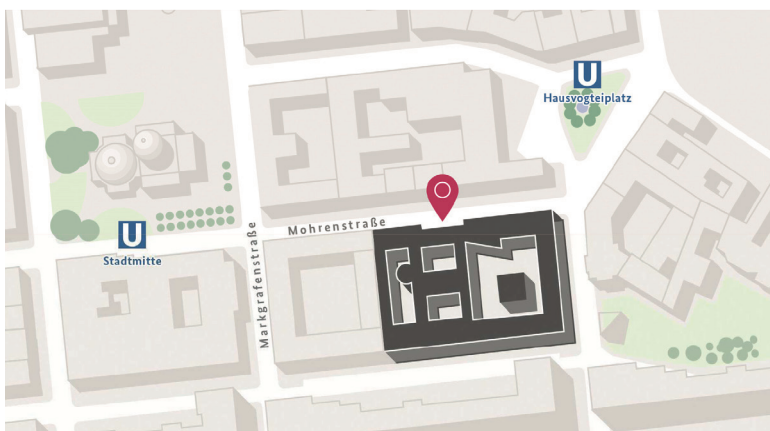 U
Hausvogteiplatz
U
Stadtmitte
Mohrenstraße
Markgrafenstraße